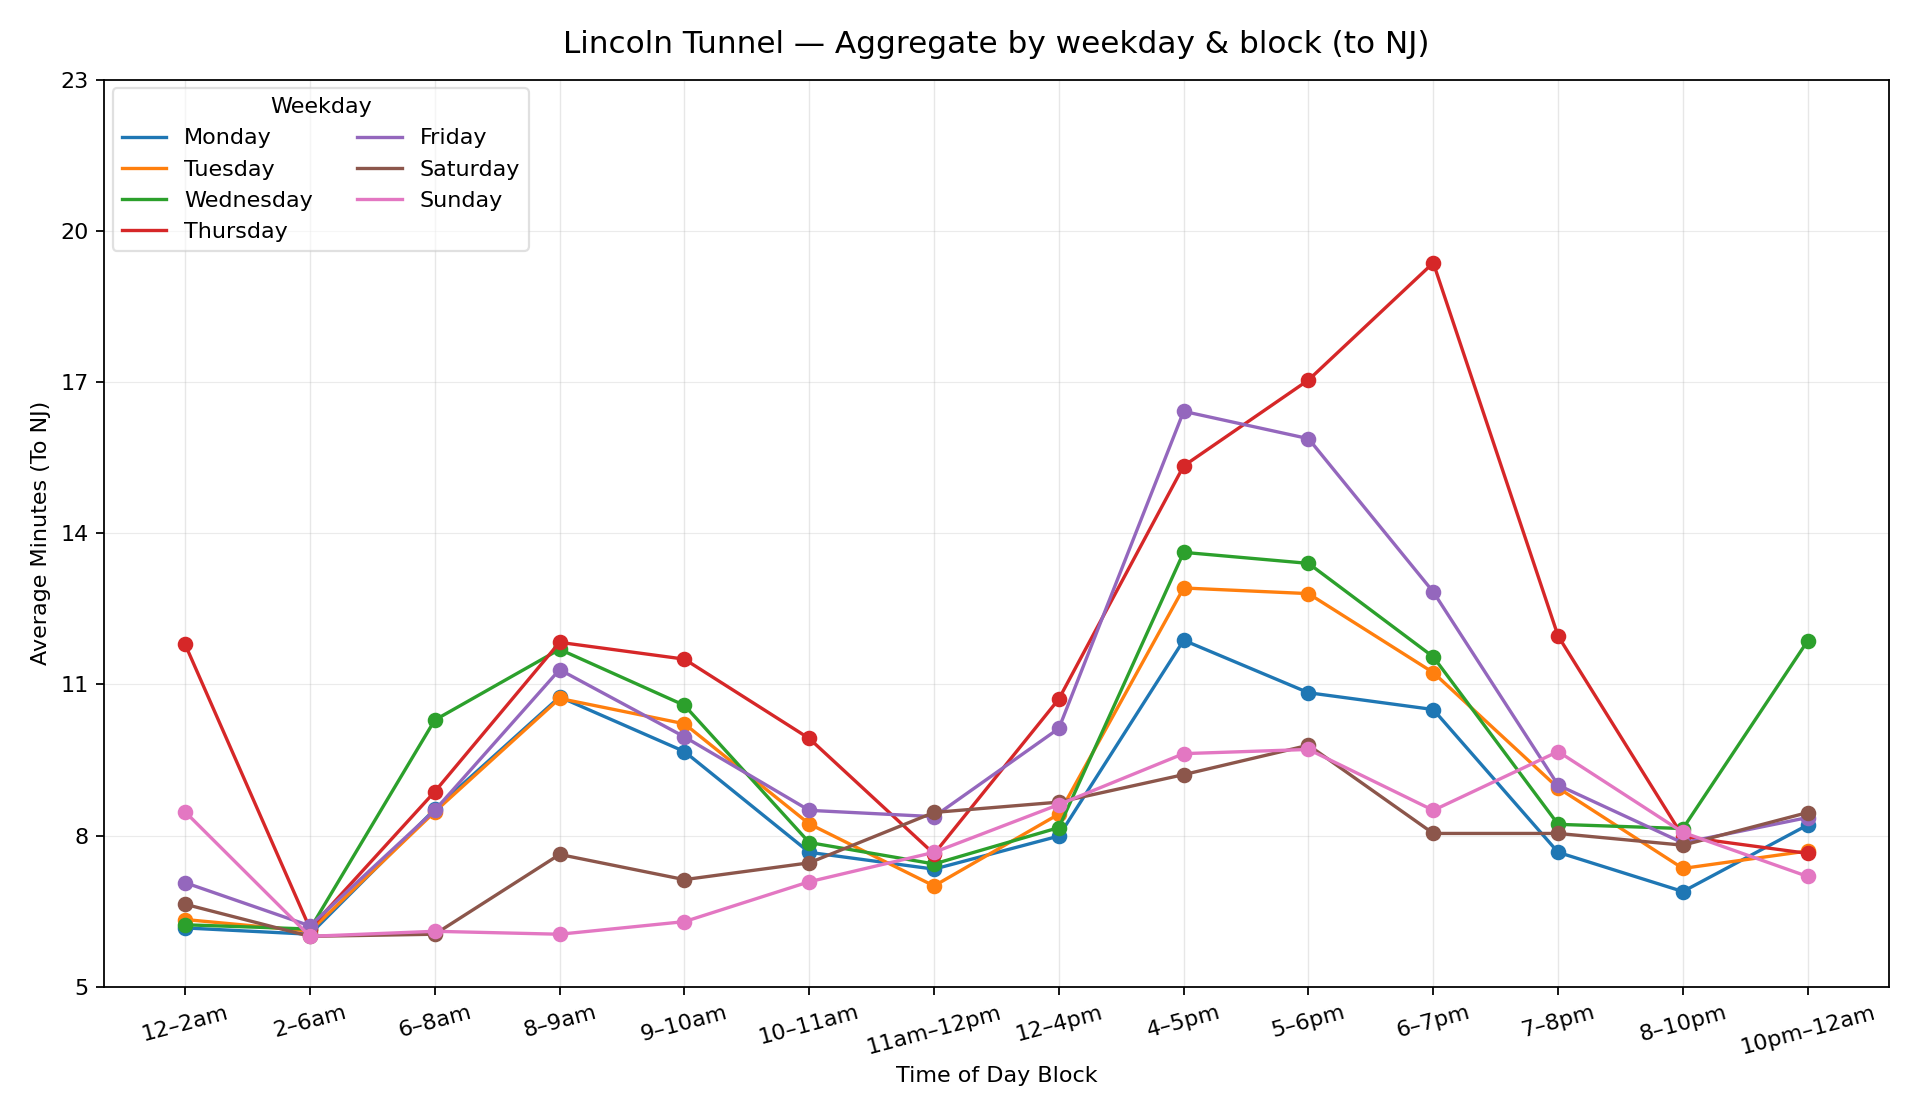 Lincoln Tunnel — Aggregate by weekday & block (to NJ)
Weekday
Monday
Tuesday
Wednesday
Thursday
Friday
Saturday
Sunday
Average Minutes (To NJ)
23
20
17
14
11
8
5
12–2am
2–6am
6–8am
8–9am
9–10am
10–11am
11am–12pm
12–4pm
4–5pm
5–6pm
6–7pm
7–8pm
8–10pm
10pm–12am
Time of Day Block